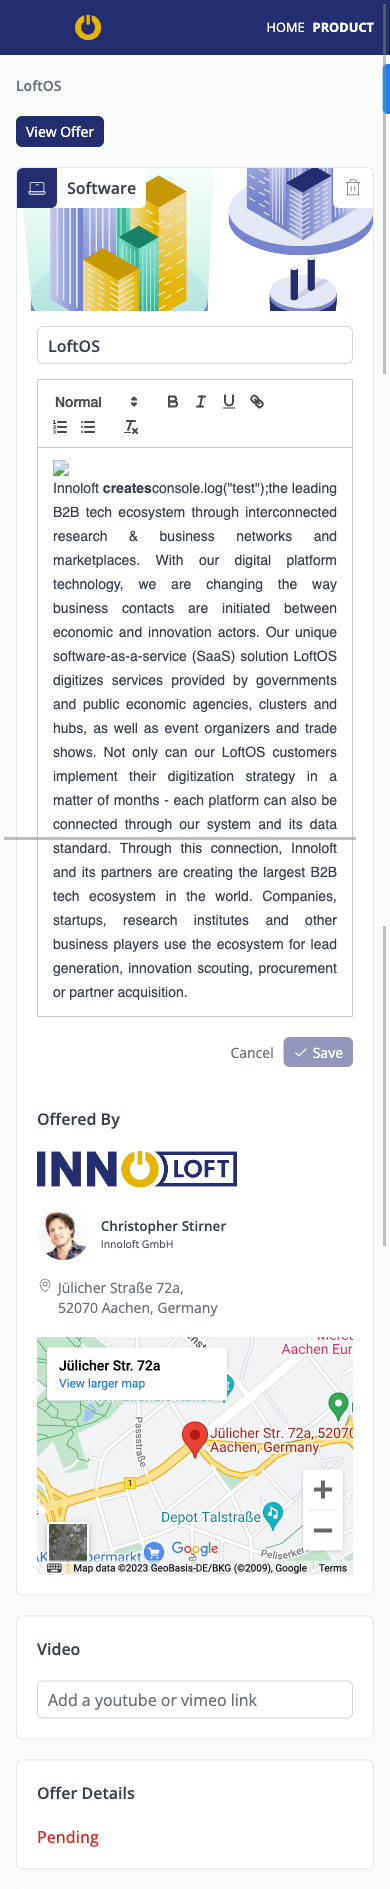 HOME PRODUCT
LoftOS
View Offer
Software
LoftOS
Normal B I U
Innoloft createsconsole.log("test");the leading
B2B tech ecosystem through interconnected
research & business networks and
marketplaces. With our digital platform
technology, we are changing the way
business contacts are initiated between
economic and innovation actors. Our unique
software-as-a-service (SaaS) solution LoftOS
digitizes services provided by governments
and public economic agencies, clusters and
hubs, as well as event organizers and trade
shows. Not only can our LoftOS customers
implement their digitization strategy in a
matter of months - each platform can also be
connected through our system and its data
standard. Through this connection, Innoloft
and its partners are creating the largest B2B
tech ecosystem in the world. Companies,
startups, research institutes and other
business players use the ecosystem for lead
generation, innovation scouting, procurement
or partner acquisition.
Cancel Save
Offered By
INNOLOFT
Christopher Stirner
Innoloft GmbH
Jülicher Straße 72a,
52070 Aachen, Germany
Aachen Eur
Jülicher Str. 72a
View larger map
Passstraße
Jülicher Str. 72a, 52070
Aachen, Germany
1
Depot Talstraße
Peliserker
Google
Map data ©2023 GeoBasis-DE/BKG (©2009), Google Terms
Video
Add a youtube or vimeo link
Offer Details
Pending